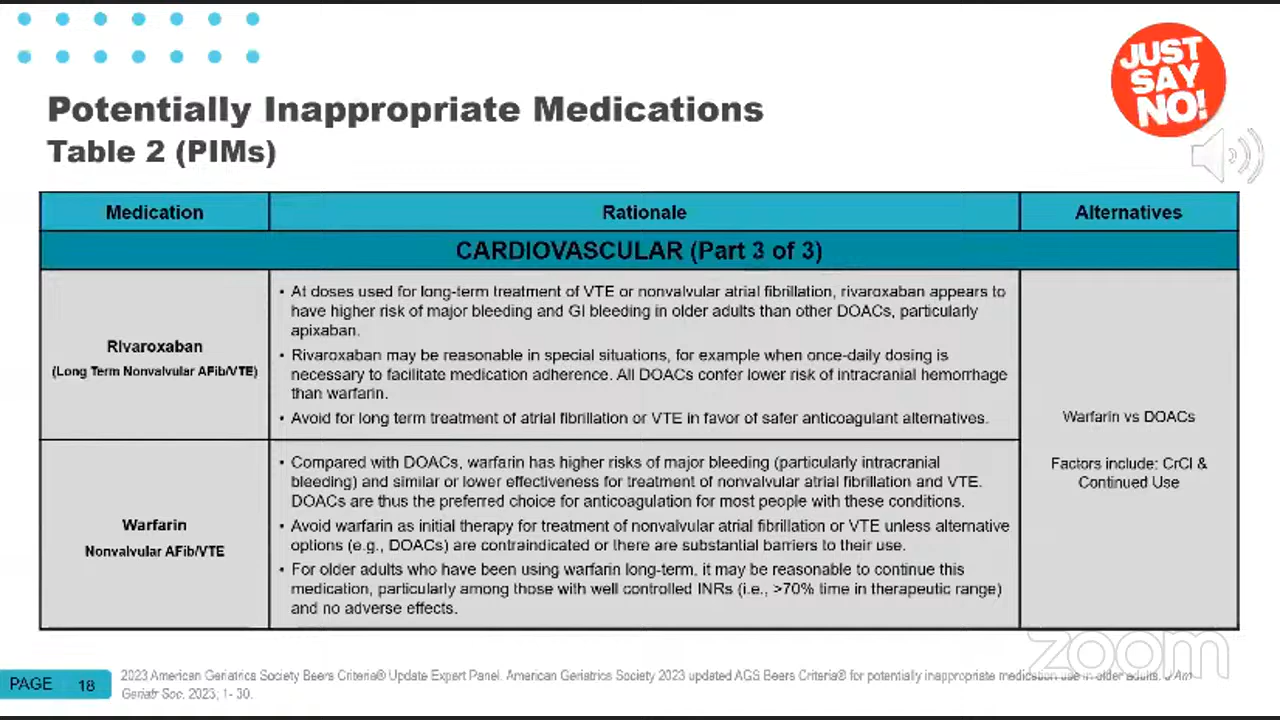 JUST
SAY
NO!
Potentially Inappropriate Medications
Table 2 (PIMs)
Medication
Rationale
Alternatives
CARDIOVASCULAR (Part 3 of 3)
Rivaroxaban
(Long Term Nonvalvular AFib/VTE)
• At doses used for long-term treatment of VTE or nonvalvular atrial fibrillation, rivaroxaban appears to
have higher risk of major bleeding and GI bleeding in older adults than other DOACs, particularly
apixaban.
• Rivaroxaban may be reasonable in special situations, for example when once-daily dosing is
necessary to facilitate medication adherence. All DOACs confer lower risk of intracranial hemorrhage
than warfarin.
• Avoid for long term treatment of atrial fibrillation or VTE in favor of safer anticoagulant alternatives.
Warfarin
Nonvalvular AFib/VTE
• Compared with DOACs, warfarin has higher risks of major bleeding (particularly intracranial
bleeding) and similar or lower effectiveness for treatment of nonvalvular atrial fibrillation and VTE.
DOACs are thus the preferred choice for anticoagulation for most people with these conditions.
• Avoid warfarin as initial therapy for treatment of nonvalvular atrial fibrillation or VTE unless alternative
options (e.g., DOACs) are contraindicated or there are substantial barriers to their use.
• For older adults who have been using warfarin long-term, it may be reasonable to continue this
medication, particularly among those with well controlled INRs (i.e., >70% time in therapeutic range)
and no adverse effects.
Warfarin vs DOACs
Factors include: CrCl &
Continued Use
zoom
PAGE 18
2023 American Geriatrics Society Beers Criteria® Update Expert Panel. American Geriatrics Society 2023 updated AGS Beers Criteria® for potentially inappropriate medication use in older adults. J Am
Geriatr Soc. 2023; 1- 30.